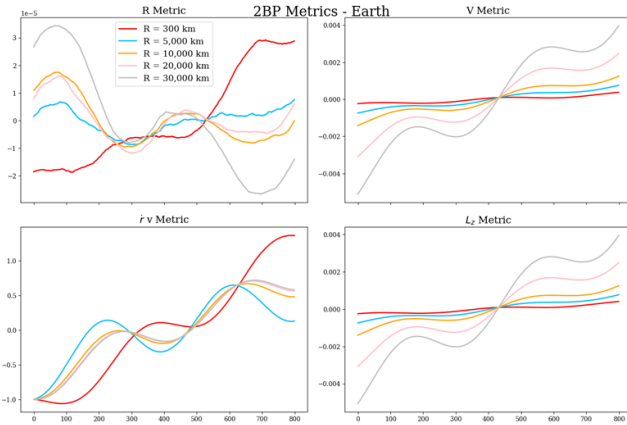 2BP Metrics - Earth
R Metric
V Metric
1e−5
R = 300 km
R = 5,000 km
R = 10,000 km
R = 20,000 km
R = 30,000 km
3
2
1
0
−1
−2
0.004
0.002
0.000
−0.002
−0.004
ṙ v Metric
L_z Metric
1.0
0.5
0.0
−0.5
−1.0
0 100 200 300 400 500 600 700 800
0.004
0.002
0.000
−0.002
−0.004
0 100 200 300 400 500 600 700 800